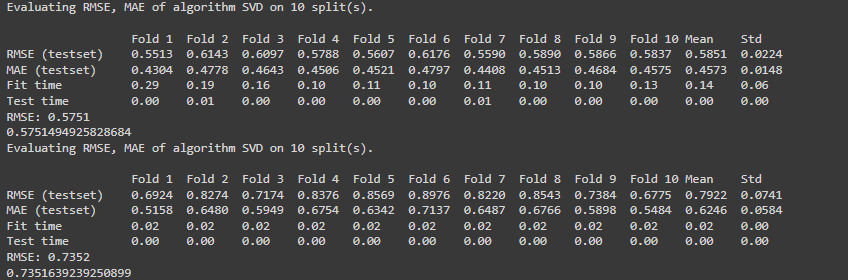 Evaluating RMSE, MAE of algorithm SVD on 10 split(s).
Fold 1 Fold 2 Fold 3 Fold 4 Fold 5 Fold 6 Fold 7 Fold 8 Fold 9 Fold 10 Mean Std
RMSE (testset) 0.5513 0.6143 0.6097 0.5788 0.5607 0.6176 0.5590 0.5890 0.5866 0.5837 0.5851 0.0224
MAE (testset) 0.4304 0.4778 0.4643 0.4506 0.4521 0.4797 0.4408 0.4513 0.4684 0.4575 0.4573 0.0148
Fit time 0.29 0.19 0.16 0.10 0.11 0.10 0.11 0.10 0.10 0.13 0.14 0.06
Test time 0.00 0.01 0.00 0.00 0.00 0.00 0.01 0.00 0.00 0.00 0.00 0.00
RMSE: 0.5751
0.5751494925828684
Evaluating RMSE, MAE of algorithm SVD on 10 split(s).
Fold 1 Fold 2 Fold 3 Fold 4 Fold 5 Fold 6 Fold 7 Fold 8 Fold 9 Fold 10 Mean Std
RMSE (testset) 0.6924 0.8274 0.7174 0.8376 0.8569 0.8976 0.8220 0.8543 0.7384 0.6775 0.7922 0.0741
MAE (testset) 0.5158 0.6480 0.5949 0.6754 0.6342 0.7137 0.6487 0.6766 0.5898 0.5484 0.6246 0.0584
Fit time 0.02 0.02 0.02 0.02 0.02 0.02 0.02 0.02 0.02 0.02 0.02 0.00
Test time 0.00 0.00 0.00 0.00 0.00 0.00 0.00 0.00 0.00 0.00 0.00 0.00
RMSE: 0.7352
0.7351639239250899